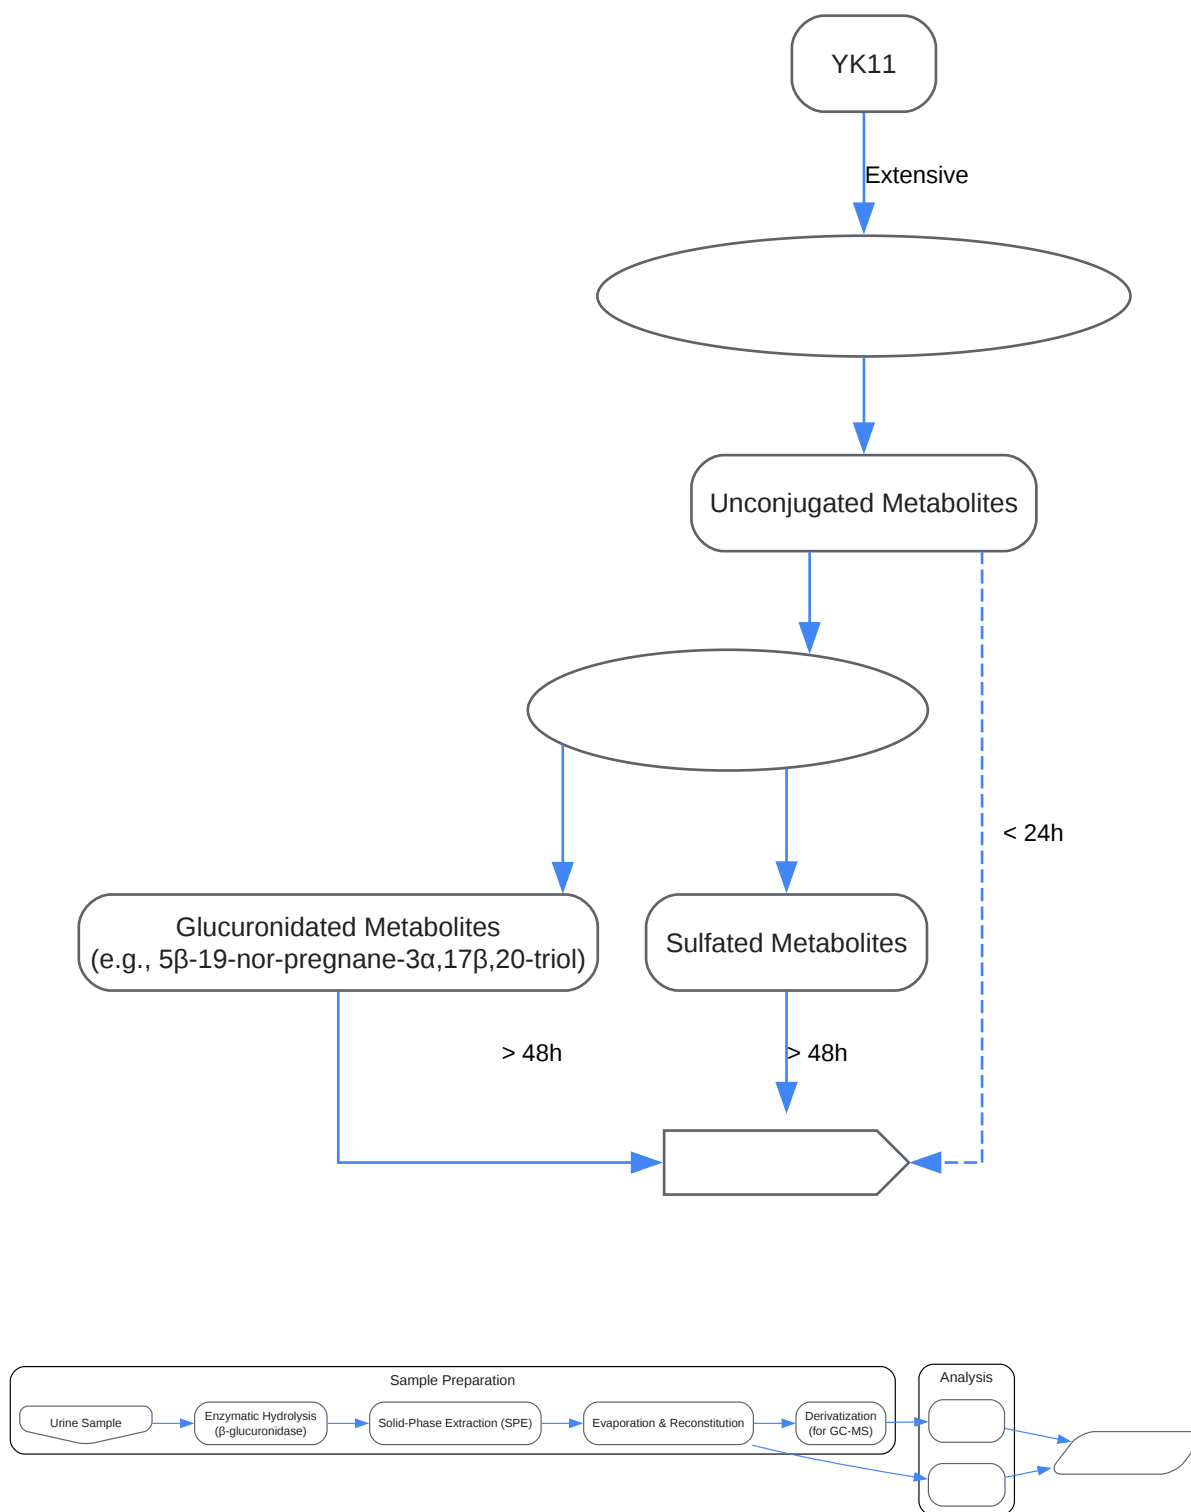 YK11
Extensive
Unconjugated Metabolites
< 24h
Glucuronidated Metabolites
(e.g., 5β-19-nor-pregnane-3α,17β,20-triol)
Sulfated Metabolites
> 48h
> 48h
Sample Preparation
Analysis
Urine Sample
Enzymatic Hydrolysis
(β-glucuronidase)
Solid-Phase Extraction (SPE)
Evaporation & Reconstitution
Derivatization
(for GC-MS)